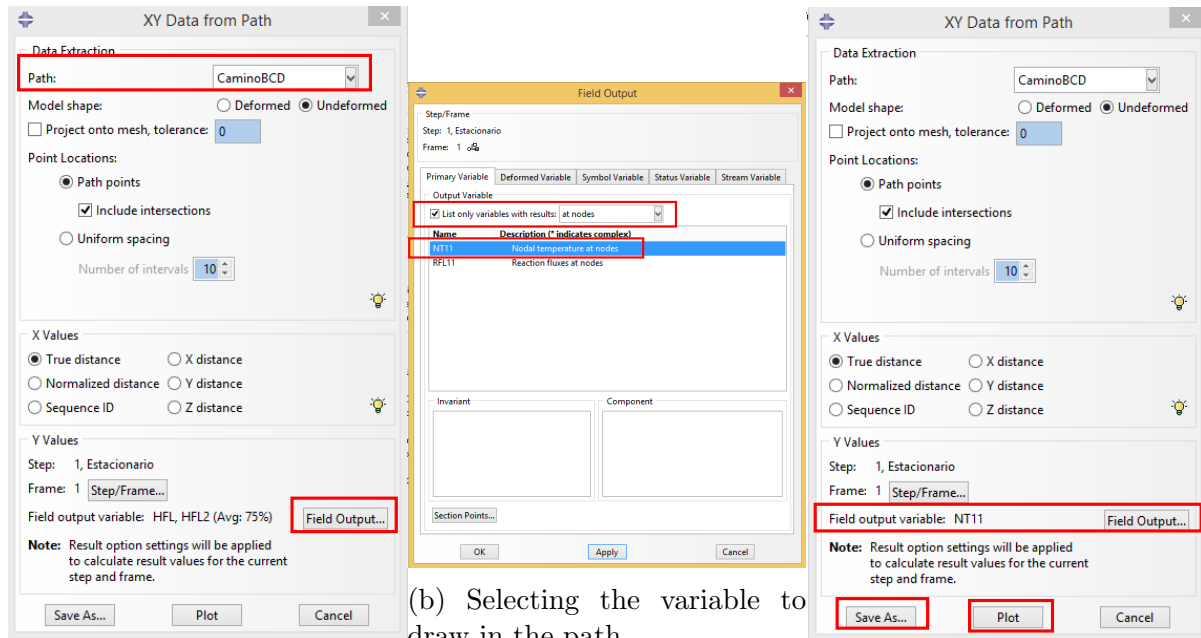 XY Data from Path
Data Extraction
Path: CaminoBCD
Model shape: Deformed Undeformed
Project onto mesh, tolerance: 0
Point Locations:
Path points
Include intersections
Uniform spacing
Number of intervals 10
X Values
True distance X distance
Normalized distance Y distance
Sequence ID Z distance
Y Values
Step: 1, Estacionario
Frame: 1 Step/Frame...
Field output variable: HFL, HFL2 (Avg: 75%) Field Output...
Note: Result option settings will be applied
to calculate result values for the current
step and frame.
Save As... Plot Cancel
Field Output
Step/Frame
Step: 1, Estacionario
Frame: 1
Primary Variable Deformed Variable Symbol Variable Status Variable Stream Variable
Output Variable
List only variables with results: at nodes
Name Description (* indicates complex)
NT11 Nodal temperature at nodes
RFL11 Reaction fluxes at nodes
Invariant Component
Section Points...
OK Apply Cancel
(b) Selecting the variable to
draw in the path
XY Data from Path
Data Extraction
Path: CaminoBCD
Model shape: Deformed Undeformed
Project onto mesh, tolerance: 0
Point Locations:
Path points
Include intersections
Uniform spacing
Number of intervals 10
X Values
True distance X distance
Normalized distance Y distance
Sequence ID Z distance
Y Values
Step: 1, Estacionario
Frame: 1 Step/Frame...
Field output variable: NT11 Field Output...
Note: Result option settings will be applied
to calculate result values for the current
step and frame.
Save As... Plot Cancel